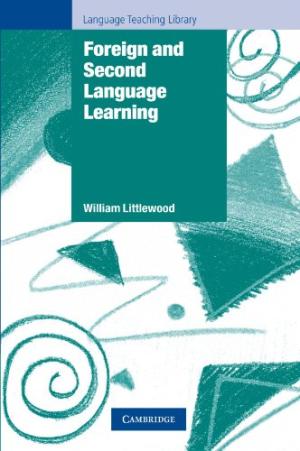 Language Teaching Library
Foreign and
Second
Language
Learning
William Littlewood
CAMBRIDGE